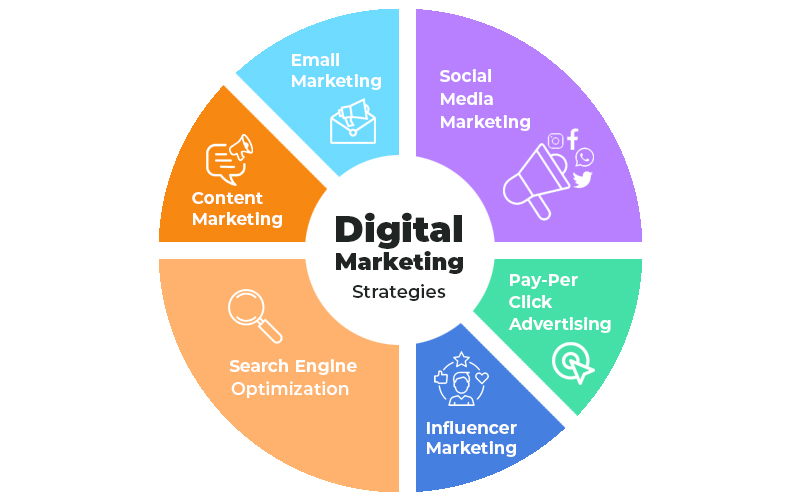 Digital
Marketing
Strategies
Email
Marketing
Social
Media
Marketing
Content
Marketing
Pay-Per
Click
Advertising
Search Engine
Optimization
Influencer
Marketing